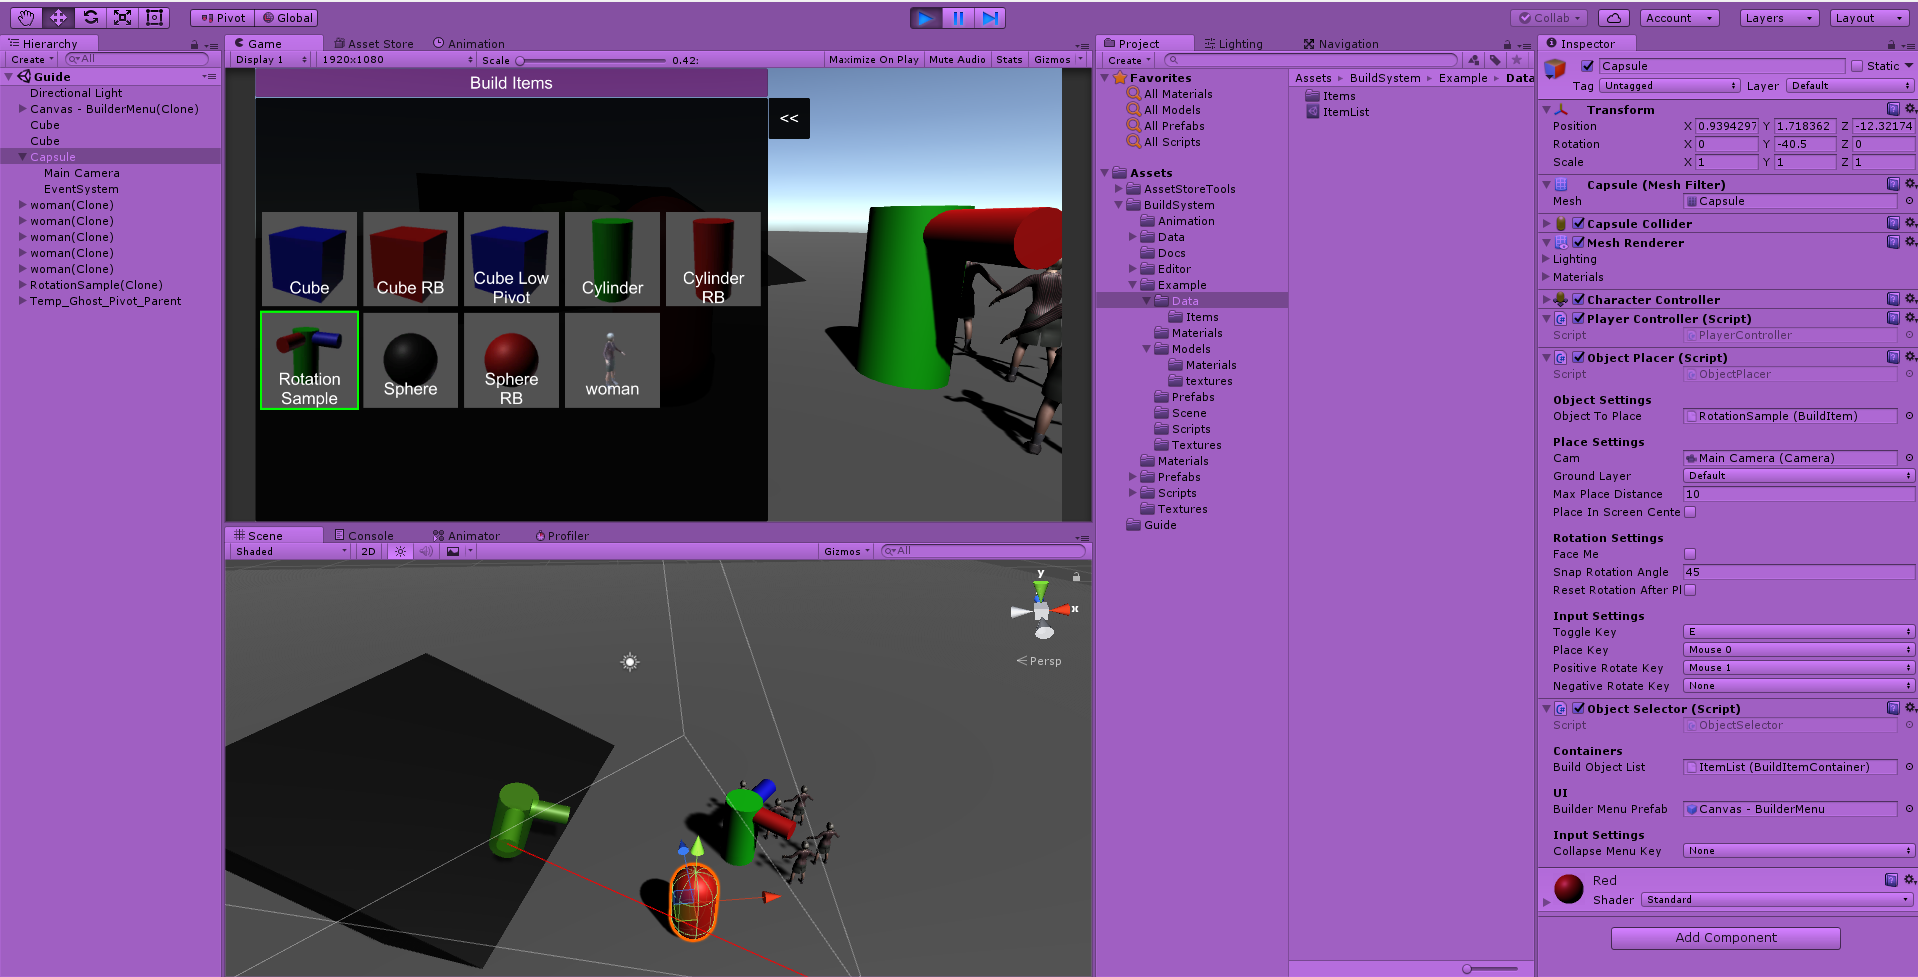 Pivot Global
Collab Account Layers Layout
Hierarchy
Create All
Guide
Directional Light
Canvas - BuilderMenu(Clone)
Cube
Cube
Capsule
Main Camera
EventSystem
woman(Clone)
woman(Clone)
woman(Clone)
woman(Clone)
woman(Clone)
RotationSample(Clone)
Temp_Ghost_Pivot_Parent
Game Asset Store Animation
Display 1 1920x1080 Scale 0.42: Maximize On Play Mute Audio Stats Gizmos
Build Items
<<
Cube
Cube RB
Cube Low
Pivot
Cylinder
Cylinder
RB
Rotation
Sample
Sphere
Sphere
RB
woman
Scene Console Animator Profiler
Shaded 2D Gizmos All
y
x
Persp
Project Lighting Navigation
Create
Favorites
All Materials
All Models
All Prefabs
All Scripts
Assets
AssetStoreTools
BuildSystem
Animation
Data
Docs
Editor
Example
Data
Items
Materials
Models
Materials
textures
Prefabs
Scene
Scripts
Textures
Materials
Prefabs
Scripts
Textures
Guide
Assets BuildSystem Example Data
Items
ItemList
Inspector
Capsule Static
Tag Untagged Layer Default
Transform
Position X 0.9394297 Y 1.718362 Z -12.32174
Rotation X 0 Y -40.5 Z 0
Scale X 1 Y 1 Z 1
Capsule (Mesh Filter)
Mesh Capsule
Capsule Collider
Mesh Renderer
Lighting
Materials
Character Controller
Player Controller (Script)
Script PlayerController
Object Placer (Script)
Script ObjectPlacer
Object Settings
Object To Place RotationSample (BuildItem)
Place Settings
Cam Main Camera (Camera)
Ground Layer Default
Max Place Distance 10
Place In Screen Cente
Rotation Settings
Face Me
Snap Rotation Angle 45
Reset Rotation After Pl
Input Settings
Toggle Key E
Place Key Mouse 0
Positive Rotate Key Mouse 1
Negative Rotate Key None
Object Selector (Script)
Script ObjectSelector
Containers
Build Object List ItemList (BuildItemContainer)
UI
Builder Menu Prefab Canvas - BuilderMenu
Input Settings
Collapse Menu Key None
Red
Shader Standard
Add Component